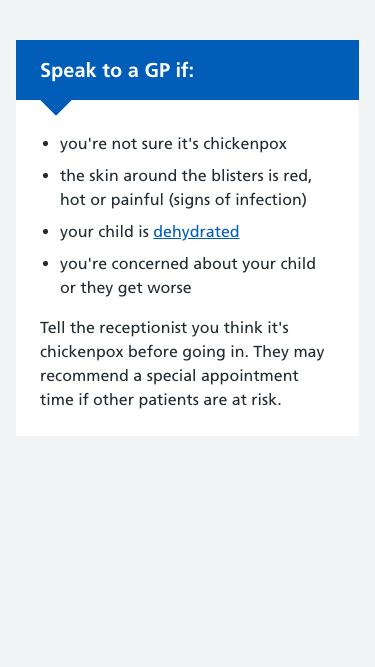 Speak to a GP if:
you're not sure it's chickenpox
the skin around the blisters is red,
hot or painful (signs of infection)
your child is dehydrated
you're concerned about your child
or they get worse
Tell the receptionist you think it's
chickenpox before going in. They may
recommend a special appointment
time if other patients are at risk.